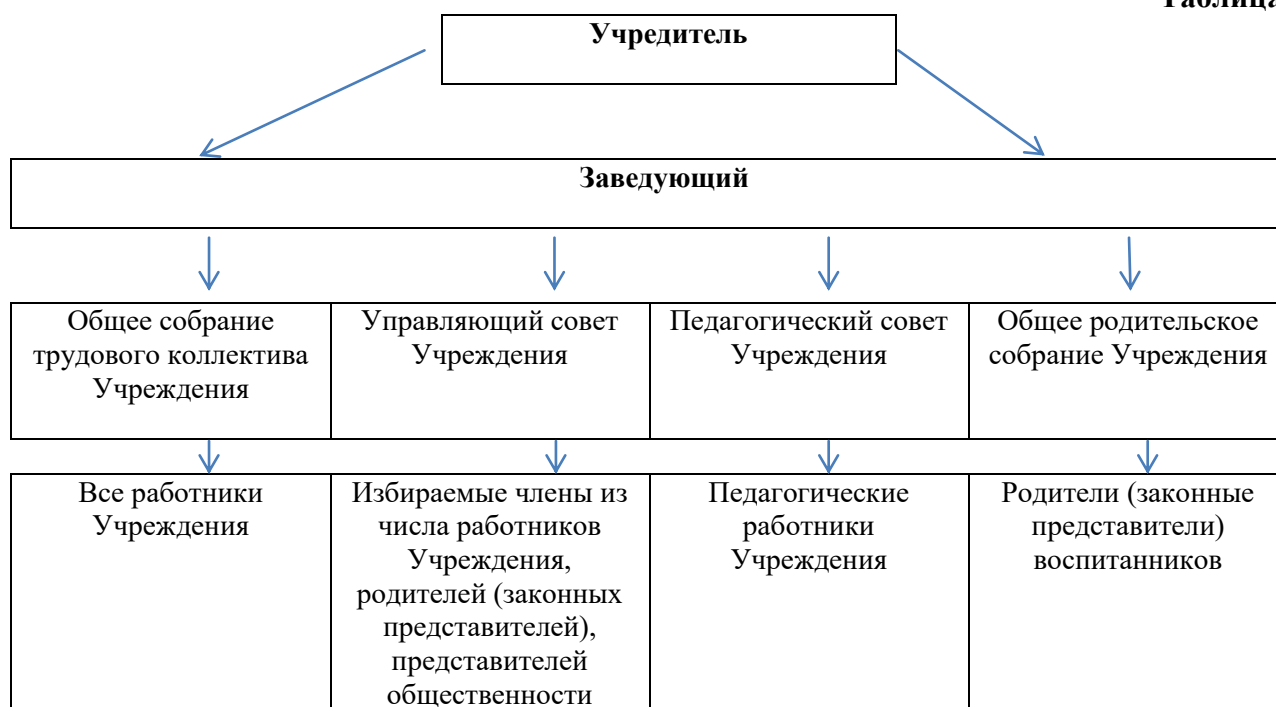 Таблица
Учредитель
Заведующий
Общее собрание
трудового коллектива
Учреждения
Управляющий совет
Учреждения
Педагогический совет
Учреждения
Общее родительское
собрание Учреждения
Все работники
Учреждения
Избираемые члены из
числа работников
Учреждения,
родителей (законных
представителей),
представителей
общественности
Педагогические
работники
Учреждения
Родители (законные
представители)
воспитанников